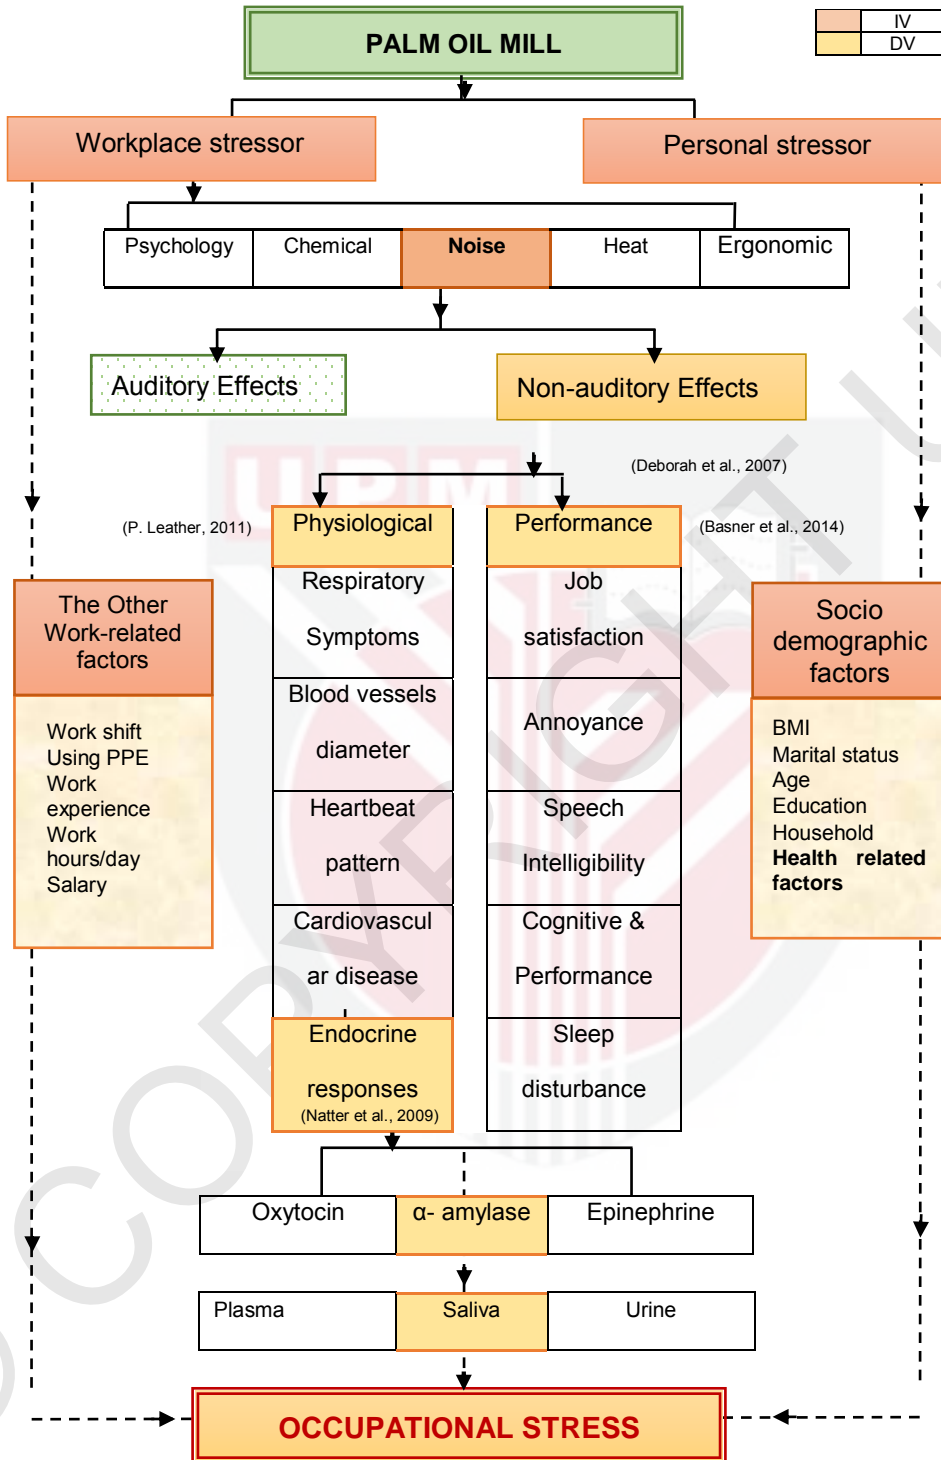 PALM OIL MILL
IV
DV
Workplace stressor
Personal stressor
Psychology
Chemical
Noise
Heat
Ergonomic
Auditory Effects
Non-auditory Effects
(Deborah et al., 2007)
(P. Leather, 2011)
Physiological
Performance
(Basner et al., 2014)
Respiratory
Symptoms
Blood vessels
diameter
Heartbeat
pattern
Cardiovascul
ar disease
Endocrine
responses
(Natter et al., 2009)
Job
satisfaction
Annoyance
Speech
Intelligibility
Cognitive &
Performance
Sleep
disturbance
The Other
Work-related
factors
Work shift
Using PPE
Work
experience
Work
hours/day
Salary
Socio
demographic
factors
BMI
Marital status
Age
Education
Household
Health related
factors
Oxytocin
α- amylase
Epinephrine
Plasma
Saliva
Urine
OCCUPATIONAL STRESS
UPM
© COPYRIGHT U